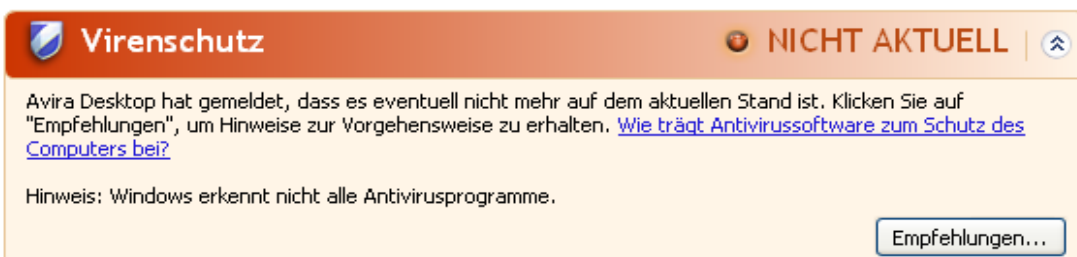 Virenschutz
NICHT AKTUELL
Avira Desktop hat gemeldet, dass es eventuell nicht mehr auf dem aktuellen Stand ist. Klicken Sie auf
"Empfehlungen", um Hinweise zur Vorgehensweise zu erhalten. Wie trägt Antivirussoftware zum Schutz des
Computers bei?
Hinweis: Windows erkennt nicht alle Antivirusprogramme.
Empfehlungen...